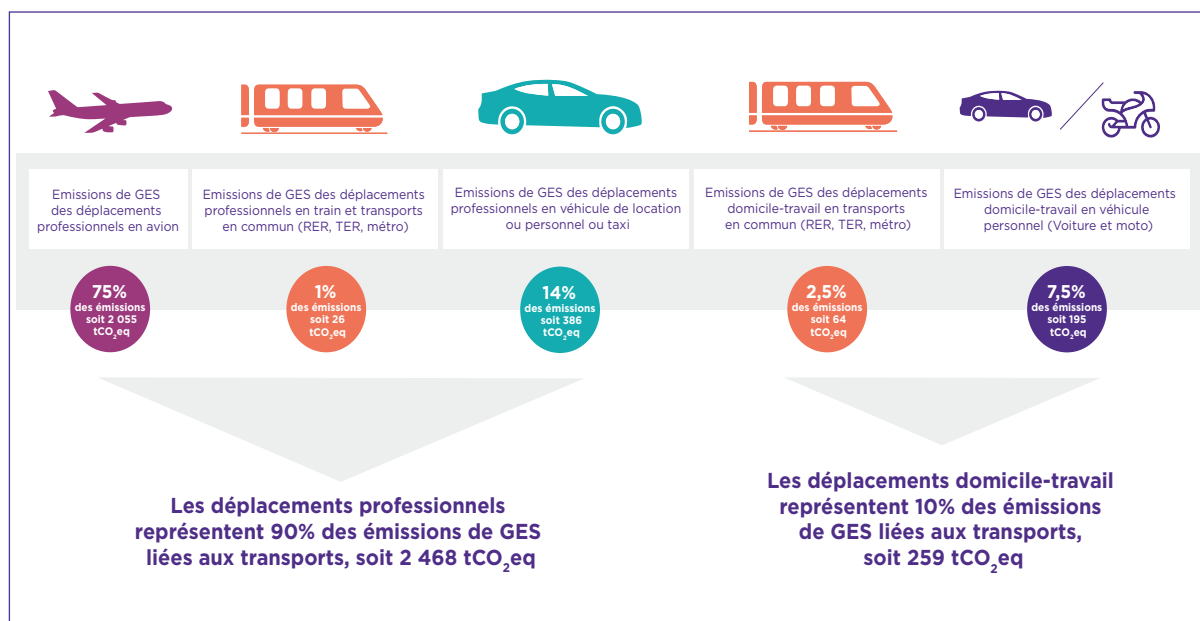 Emissions de GES
des déplacements
professionnels en avion
Emissions de GES des déplacements
professionnels en train et transports
en commun (RER, TER, métro)
Emissions de GES des déplacements
professionnels en véhicule de location
ou personnel ou taxi
Emissions de GES des déplacements
domicile-travail en transports
en commun (RER, TER, métro)
Emissions de GES des déplacements
domicile-travail en véhicule
personnel (Voiture et moto)
75%
des émissions
soit 2 055
tCO₂eq
1%
des émissions
soit 26
tCO₂eq
14%
des émissions
soit 386
tCO₂eq
2,5%
des émissions
soit 64
tCO₂eq
7,5%
des émissions
soit 195
tCO₂eq
Les déplacements professionnels
représentent 90% des émissions de GES
liées aux transports, soit 2 468 tCO₂eq
Les déplacements domicile-travail
représentent 10% des émissions
de GES liées aux transports,
soit 259 tCO₂eq